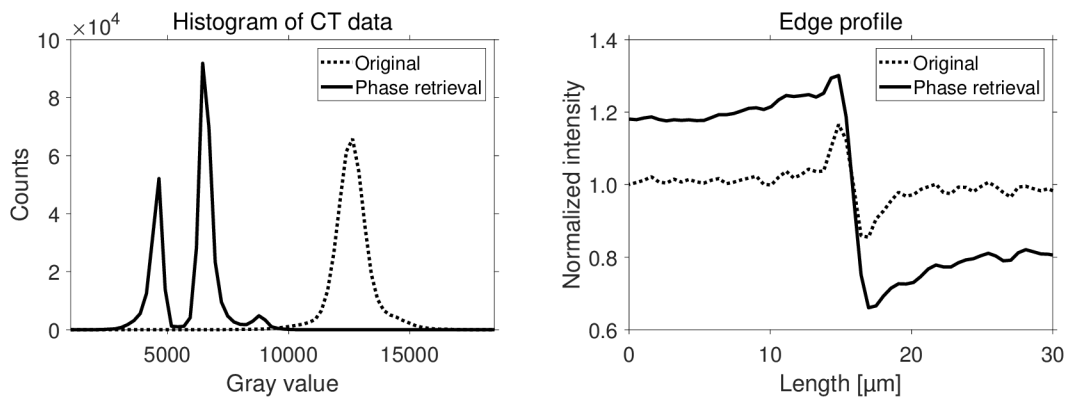 Histogram of CT data
×10⁴
10
8
6
4
2
0
5000
10000
15000
Counts
Gray value
Original
Phase retrieval
Edge profile
1.4
1.2
1.0
0.8
0.6
0
10
20
30
Normalized intensity
Length [μm]
Original
Phase retrieval